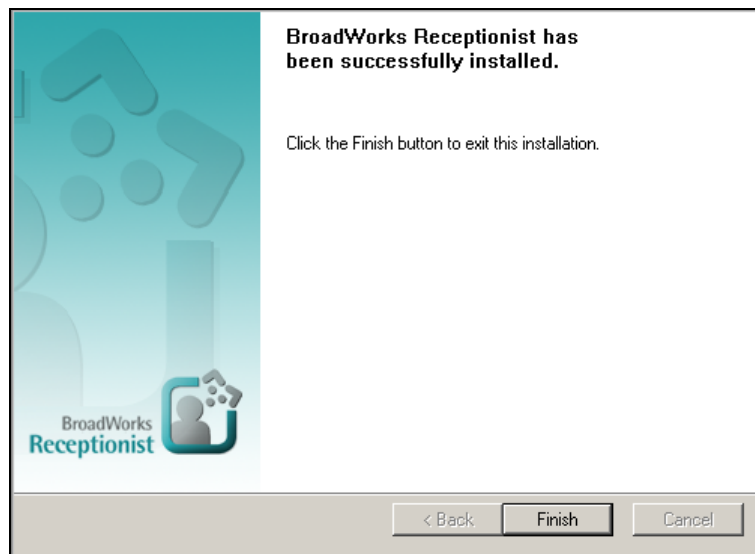 BroadWorks Receptionist has
been successfully installed.
Click the Finish button to exit this installation.
BroadWorks
Receptionist
< Back
Finish
Cancel